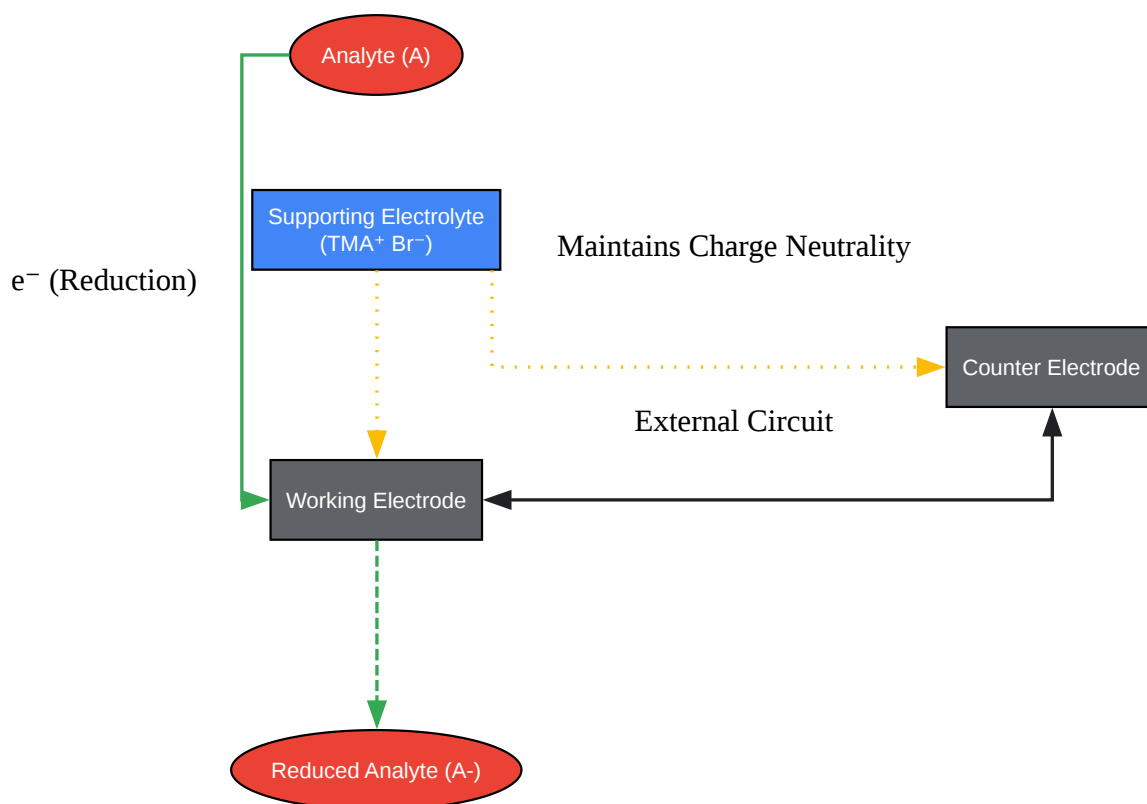 Analyte (A)
Supporting Electrolyte
(TMA⁺ Br⁻)
Maintains Charge Neutrality
e⁻ (Reduction)
Counter Electrode
External Circuit
Working Electrode
Reduced Analyte (A-)